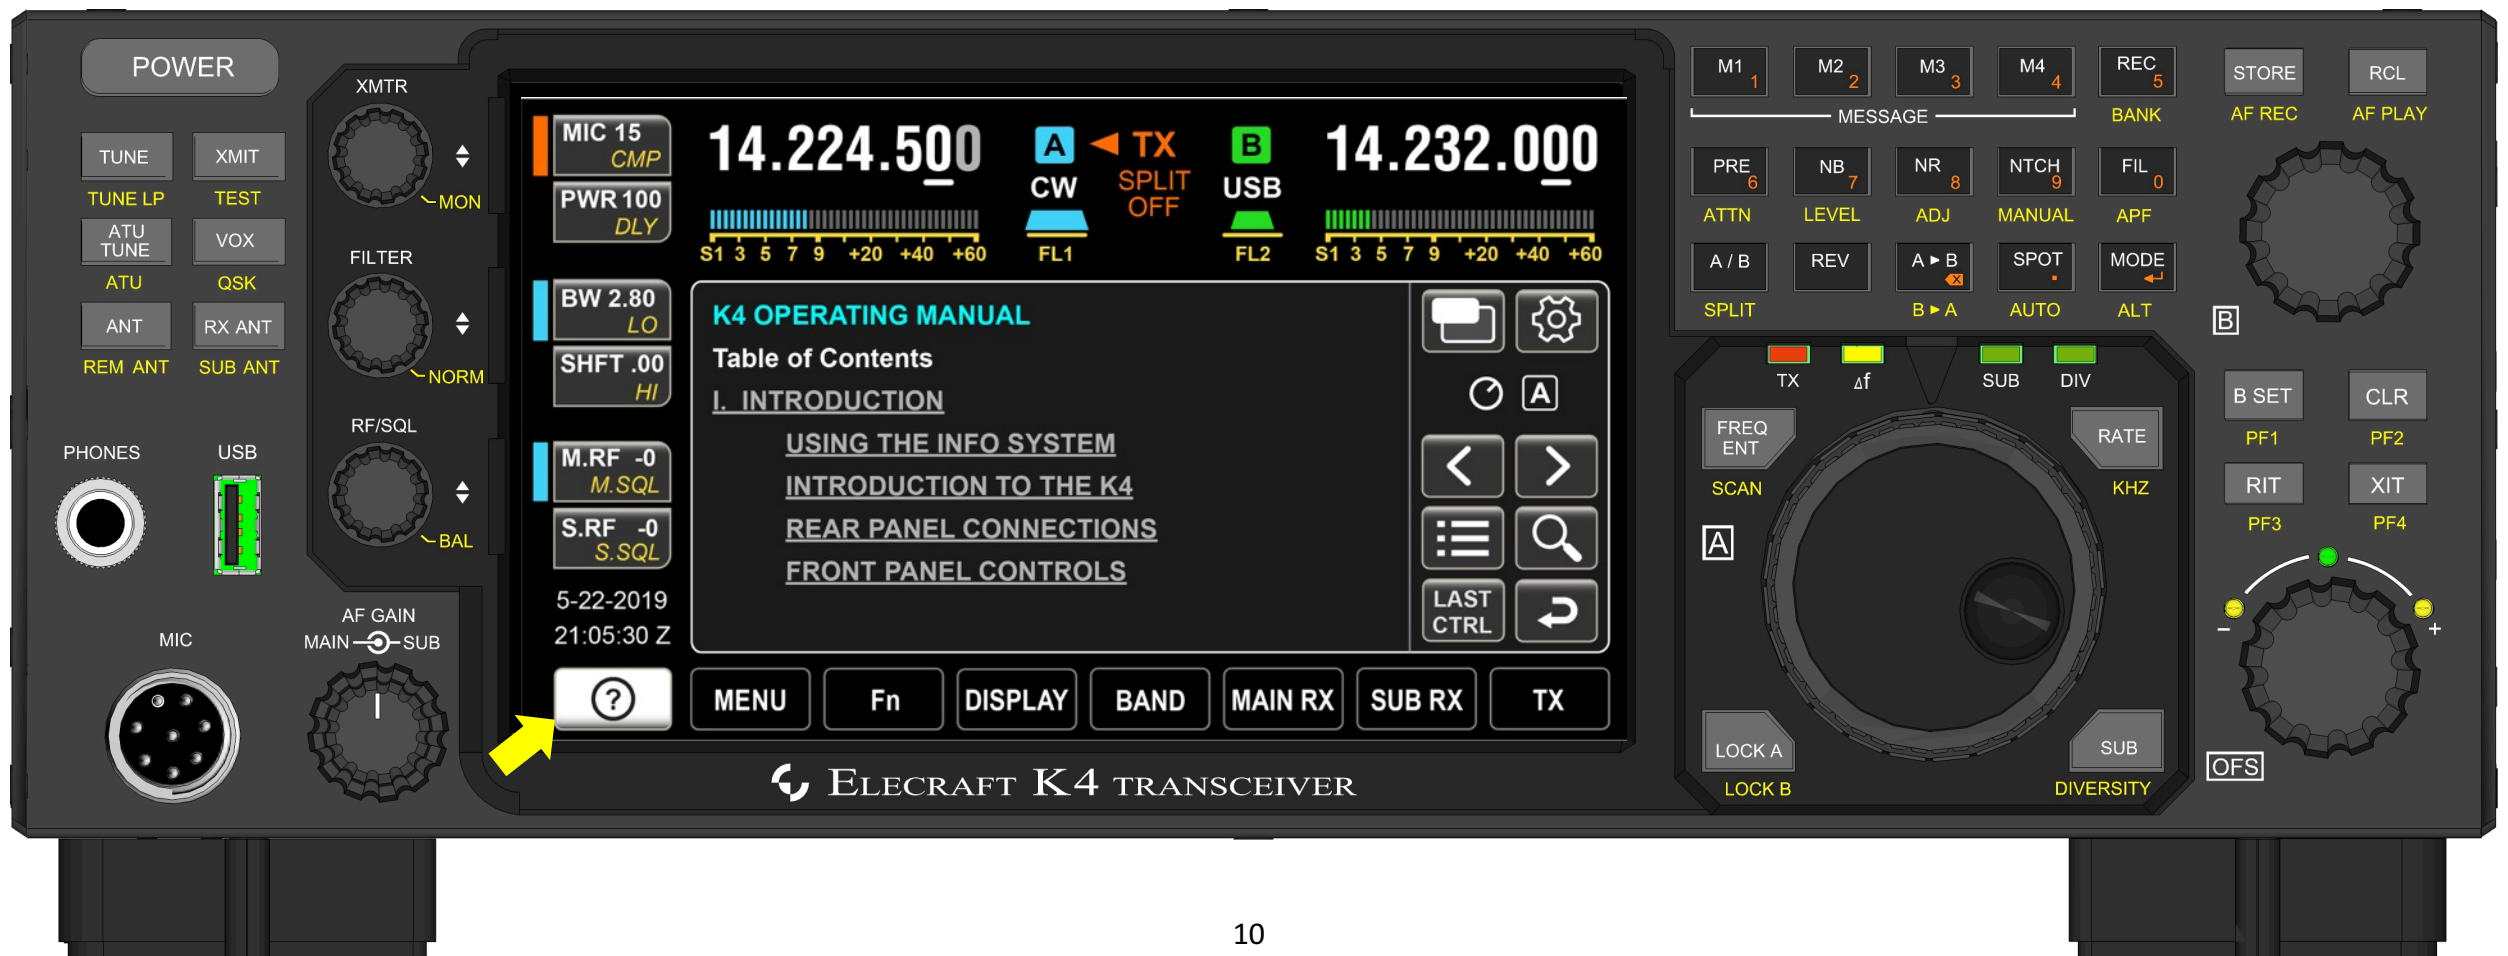 POWER
TUNE
XMIT
TUNE LP
TEST
ATU
TUNE
VOX
ATU
QSK
ANT
RX ANT
REM ANT
SUB ANT
PHONES
USB
MIC
XMTR
MON
FILTER
NORM
RF/SQL
BAL
AF GAIN
MAIN
SUB
MIC 15
CMP
PWR 100
DLY
BW 2.80
LO
SHFT .00
HI
M.RF -0
M.SQL
S.RF -0
S.SQL
5-22-2019
21:05:30 Z
?
14.224.500
A
TX
B
14.232.000
CW
SPLIT
OFF
USB
S1 3 5 7 9 +20 +40 +60
FL1
FL2
S1 3 5 7 9 +20 +40 +60
K4 OPERATING MANUAL
Table of Contents
I. INTRODUCTION
USING THE INFO SYSTEM
INTRODUCTION TO THE K4
REAR PANEL CONNECTIONS
FRONT PANEL CONTROLS
A
LAST
CTRL
MENU
Fn
DISPLAY
BAND
MAIN RX
SUB RX
TX
ELECRAFT K4 TRANSCEIVER
M1 1
M2 2
M3 3
M4 4
REC 5
STORE
RCL
MESSAGE
BANK
AF REC
AF PLAY
PRE 6
NB 7
NR 8
NTCH 9
FIL 0
ATTN
LEVEL
ADJ
MANUAL
APF
A / B
REV
A ► B
SPOT .
MODE
SPLIT
B ► A
AUTO
ALT
B
TX
Δf
SUB
DIV
FREQ
ENT
RATE
SCAN
KHZ
A
LOCK A
SUB
LOCK B
DIVERSITY
B SET
CLR
PF1
PF2
RIT
XIT
PF3
PF4
−
+
OFS
10